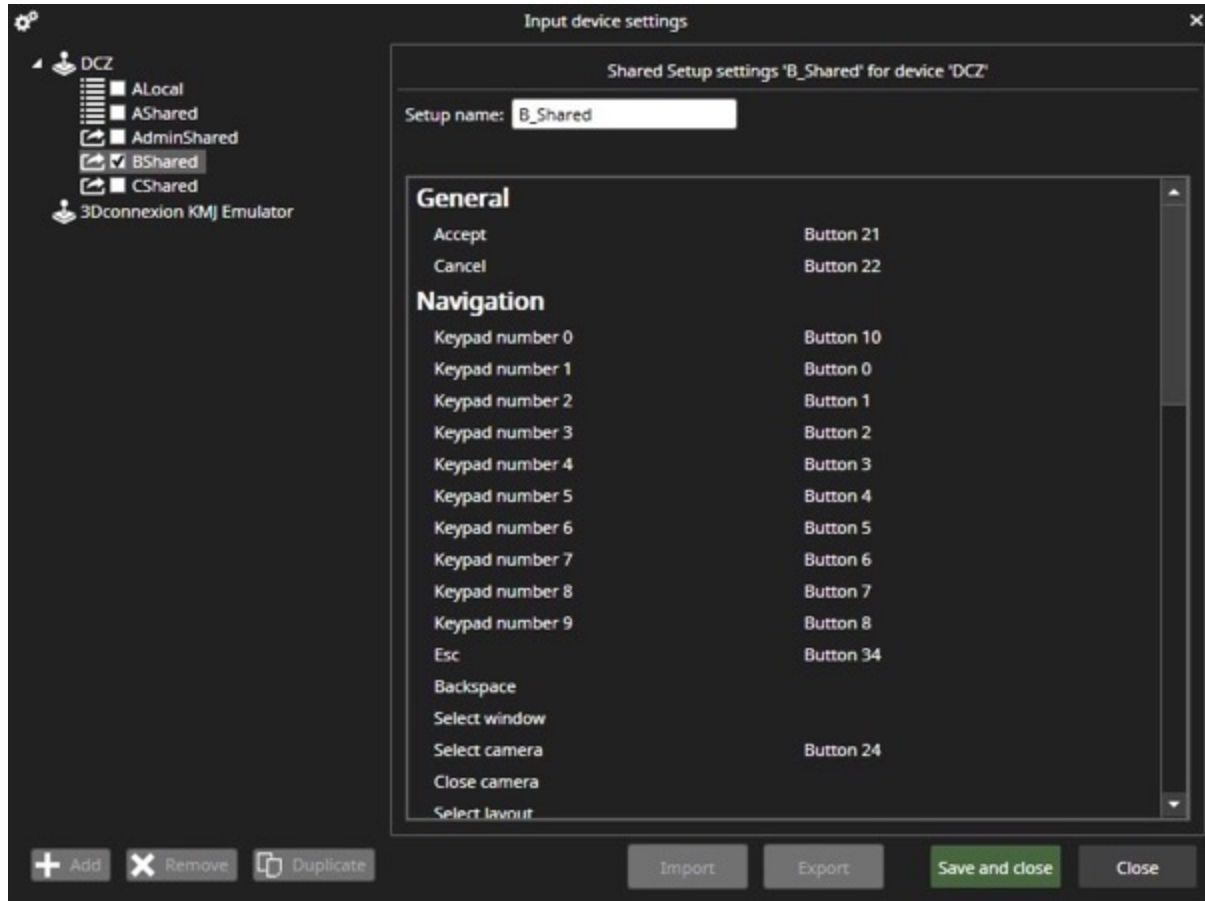 Input device settings
DCZ
ALocal
AShared
AdminShared
BShared
CShared
3Dconnexion KMJ Emulator
Shared Setup settings 'B_Shared' for device 'DCZ'
Setup name: B_Shared
General
Accept Button 21
Cancel Button 22
Navigation
Keypad number 0 Button 10
Keypad number 1 Button 0
Keypad number 2 Button 1
Keypad number 3 Button 2
Keypad number 4 Button 3
Keypad number 5 Button 4
Keypad number 6 Button 5
Keypad number 7 Button 6
Keypad number 8 Button 7
Keypad number 9 Button 8
Esc Button 34
Backspace
Select window
Select camera Button 24
Close camera
Select layout
Add Remove Duplicate Import Export Save and close Close